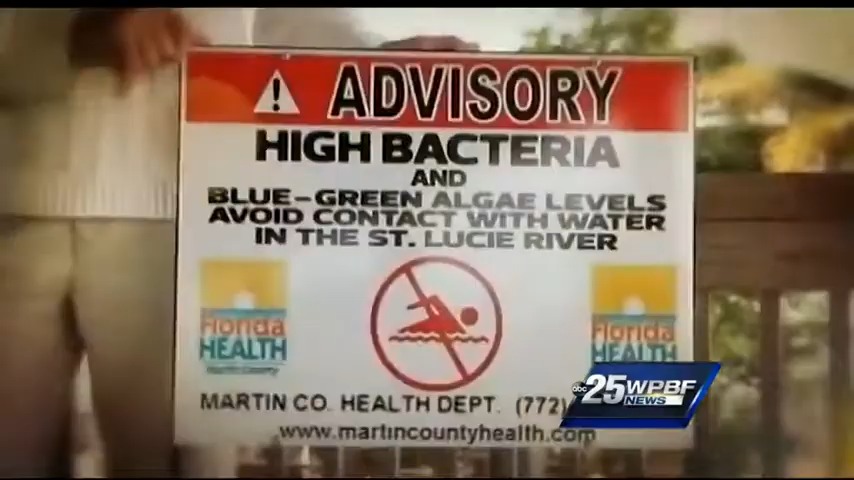 ! ADVISORY
HIGH BACTERIA
AND
BLUE-GREEN ALGAE LEVELS
AVOID CONTACT WITH WATER
IN THE ST. LUCIE RIVER
Florida
HEALTH
Florida
HEALTH
MARTIN CO. HEALTH DEPT. (772)
www.martincountyhealth.com
abc 25 WPBF
NEWS